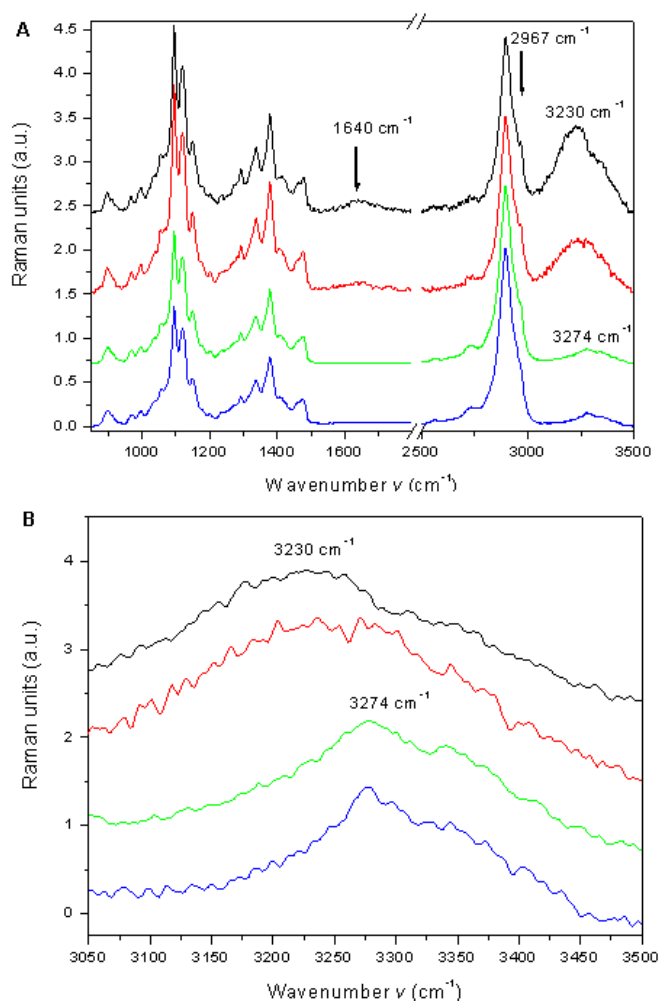 A
4.5
4.0
3.5
3.0
2.5
2.0
1.5
1.0
0.5
0.0
Raman units (a.u.)
1640 cm-1
2967 cm-1
3230 cm-1
3274 cm-1
1000 1200 1400 1600 2500 3000 3500
Wavenumber v (cm-1)
B
4
3
2
1
0
Raman units (a.u.)
3230 cm-1
3274 cm-1
3050 3100 3150 3200 3250 3300 3350 3400 3450 3500
Wavenumber v (cm-1)